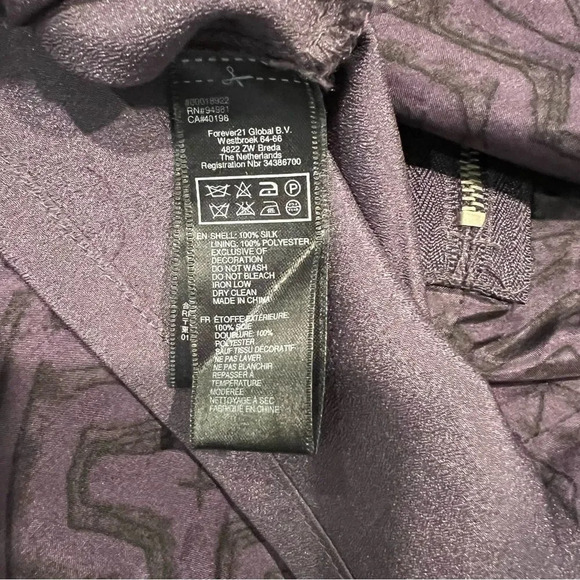 #60018922
RN#94981
CA#40196
Forever21 Global B.V.
Westbroek 64-66
4822 ZW Breda
The Netherlands
Registration Nbr 34386700
P
EN SHELL: 100% SILK
LINING: 100% POLYESTER
EXCLUSIVE OF
DECORATION
DO NOT WASH
DO NOT BLEACH
IRON LOW
DRY CLEAN
MADE IN CHINA
FR ÉTOFFE EXTÉRIEURE:
100% SOIE
DOUBLURE: 100%
POLYESTER
SAUF TISSU DÉCORATIF
NE PAS LAVER
NE PAS BLANCHIR
REPASSER À
TEMPÉRATURE
MODÉRÉE
NETTOYAGE À SEC
FABRIQUÉ EN CHINE
01